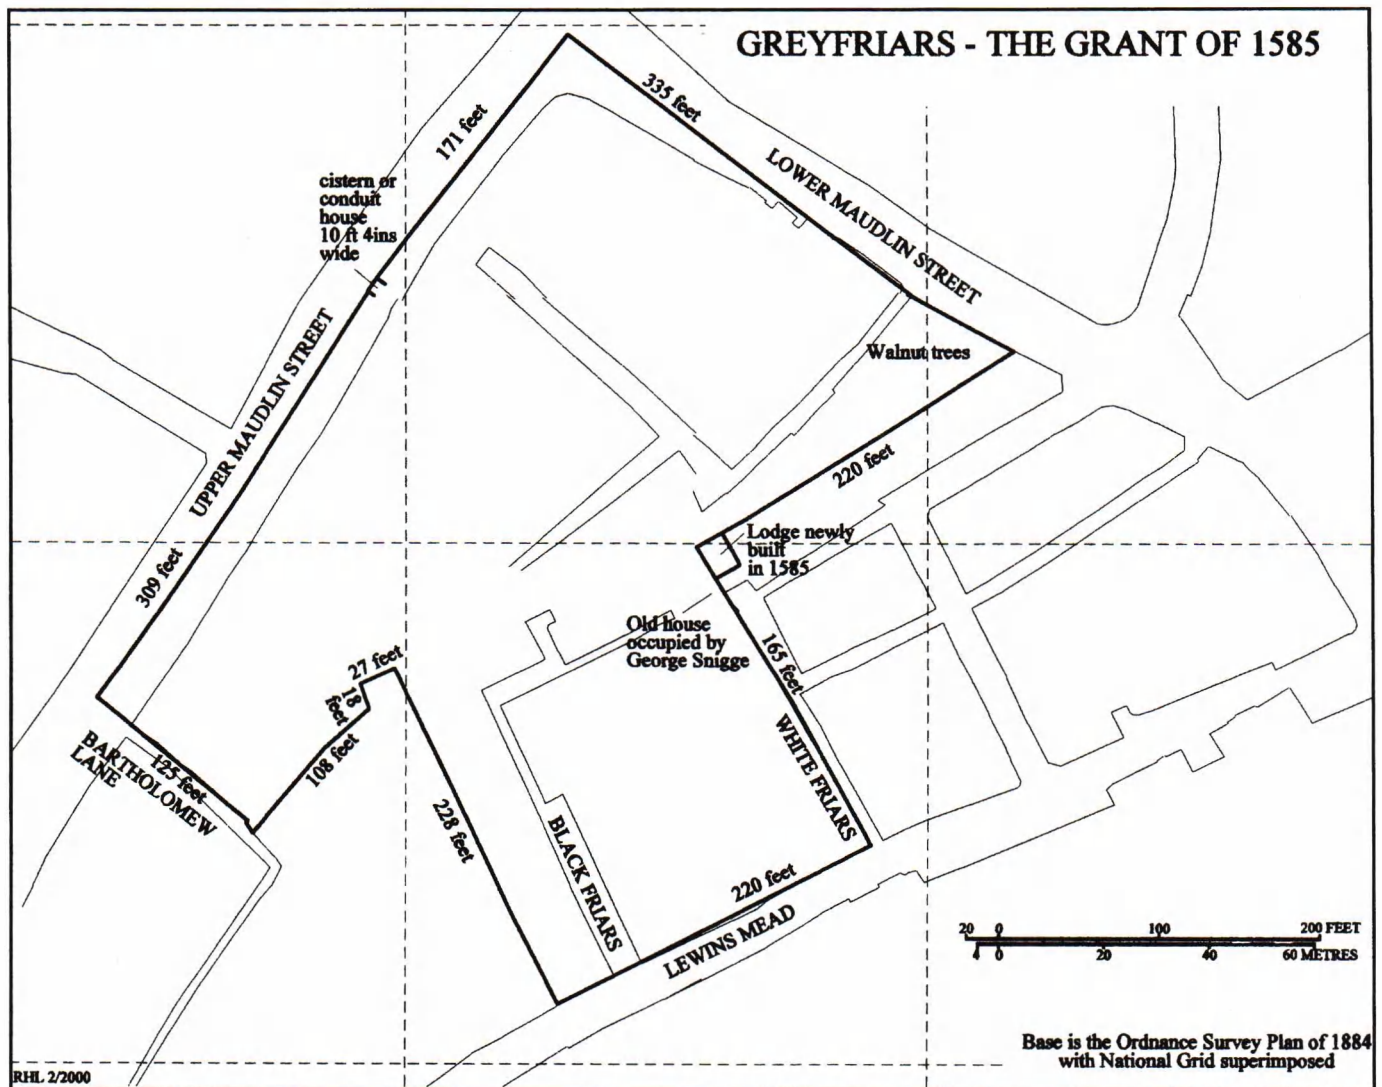 GREYFRIARS - THE GRANT OF 1585
335 feet
171 feet
LOWER MAUDLIN STREET
cistern or
conduit
house
10 ft 4ins
wide
UPPER MAUDLIN STREET
Walnut trees
220 feet
Lodge newly
built
in 1585
309 feet
Old house
occupied by
George Snigge
165 feet
27 feet
18
feet
108 feet
WHITE FRIARS
BARTHOLOMEW
LANE
125 feet
228 feet
BLACK FRIARS
220 feet
LEWINS MEAD
20 0 100 200 FEET
4 0 20 40 60 METRES
Base is the Ordnance Survey Plan of 1884
with National Grid superimposed
RHL 2/2000